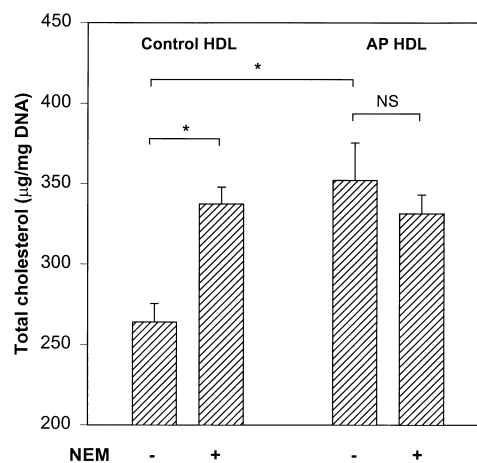 Total cholesterol (μg/mg DNA)
450
400
350
300
250
200
Control HDL
AP HDL
*
NS
*
NEM - + - +